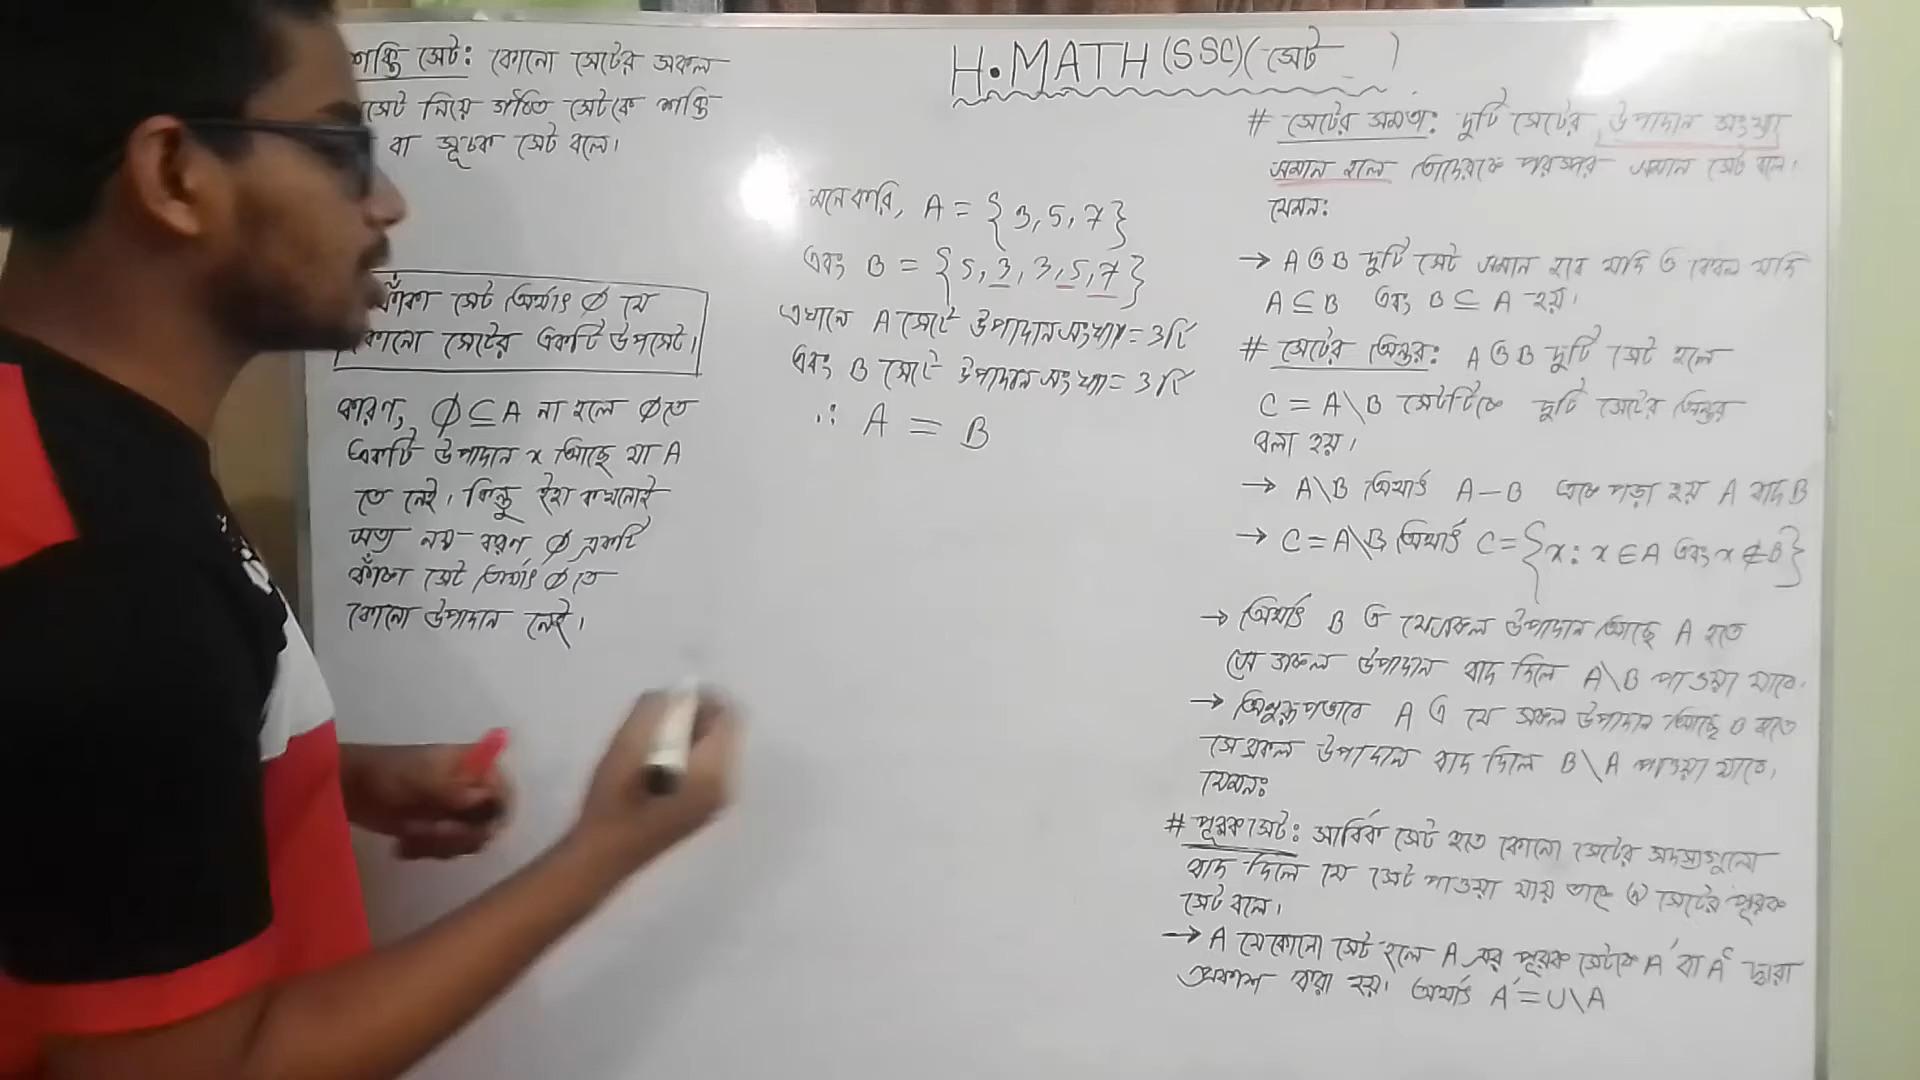 H.MATH (SSC) (সেট )
শক্তি সেট: কোনো সেটের সকল
সেট নিয়ে গঠিত সেটকে শক্তি
বা সূচক সেট বলে।
ফাঁকা সেট অর্থাৎ ∅ যে
কোনো সেটের একটি উপসেট।
কারণ, ∅ ⊆ A না হলে ∅ তে
একটি উপাদান x আছে যা A
তে নেই। কিন্তু ইহা কখনোই
সত্য নয় কারণ ∅ একটি
ফাঁকা সেট অর্থাৎ ∅ তে
কোনো উপাদান নেই।
মনে করি, A = {3, 5, 7}
এবং B = {5, 3, 3, 5, 7}
এখানে A সেটে উপাদান সংখ্যা = 3টি
এবং B সেটে উপাদান সংখ্যা = 3টি
∴ A = B
# সেটের সমতা: দুটি সেটের উপাদান সংখ্যা
সমান হলে তাদেরকে পরস্পর সমান সেট বলে।
যেমন:
→ A ও B দুটি সেট সমান হবে যদি ও কেবল যদি
A ⊆ B এবং B ⊆ A হয়।
# সেটের অন্তর: A ও B দুটি সেট হলে
C = A\B সেটটিকে দুটি সেটের অন্তর
বলা হয়।
→ A\B অর্থাৎ A – B একে পড়া হয় A বাদ B
→ C = A\B অর্থাৎ C = {x : x ∈ A এবং x ∉ B}
→ অর্থাৎ B তে যেসকল উপাদান আছে A হতে
সে সকল উপাদান বাদ দিলে A\B পাওয়া যাবে।
→ অনুরূপভাবে A এ যে সকল উপাদান আছে B হতে
সে সকল উপাদান বাদ দিলে B\A পাওয়া যাবে।
যেমনঃ
# পূরক সেট: সার্বিক সেট হতে কোনো সেটের সদস্যগুলো
বাদ দিলে যে সেট পাওয়া যায় তাকে ঐ সেটের পূরক
সেট বলে।
→ A যেকোনো সেট হলে A এর পূরক সেটকে A′ বা Aᶜ দ্বারা
প্রকাশ করা হয়। অর্থাৎ A′ = U\A